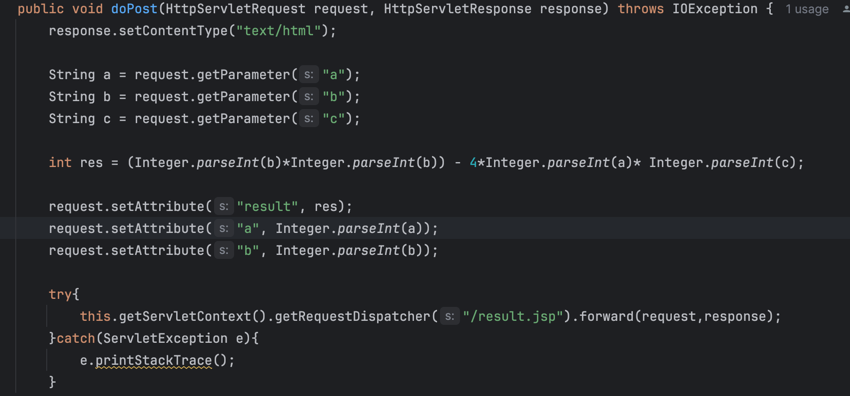 public void doPost(HttpServletRequest request, HttpServletResponse response) throws IOException { 1 usage
response.setContentType("text/html");
String a = request.getParameter( s: "a");
String b = request.getParameter( s: "b");
String c = request.getParameter( s: "c");
int res = (Integer.parseInt(b)*Integer.parseInt(b)) - 4*Integer.parseInt(a)* Integer.parseInt(c);
request.setAttribute( s: "result", res);
request.setAttribute( s: "a", Integer.parseInt(a));
request.setAttribute( s: "b", Integer.parseInt(b));
try{
this.getServletContext().getRequestDispatcher( s: "/result.jsp").forward(request,response);
}catch(ServletException e){
e.printStackTrace();
}